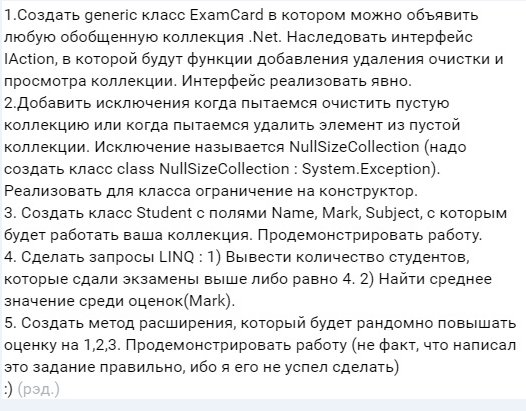 1.Создать generic класс ExamCard в котором можно объявить
любую обобщенную коллекция .Net. Наследовать интерфейс
IAction, в которой будут функции добавления удаления очистки и
просмотра коллекции. Интерфейс реализовать явно.
2.Добавить исключения когда пытаемся очистить пустую
коллекцию или когда пытаемся удалить элемент из пустой
коллекции. Исключение называется NullSizeCollection (надо
создать класс class NullSizeCollection : System.Exception).
Реализовать для класса ограничение на конструктор.
3. Создать класс Student с полями Name, Mark, Subject, с которым
будет работать ваша коллекция. Продемонстрировать работу.
4. Сделать запросы LINQ : 1) Вывести количество студентов,
которые сдали экзамены выше либо равно 4. 2) Найти среднее
значение среди оценок(Mark).
5. Создать метод расширения, который будет рандомно повышать
оценку на 1,2,3. Продемонстрировать работу (не факт, что написал
это задание правильно, ибо я его не успел сделать)
:) (рэд.)